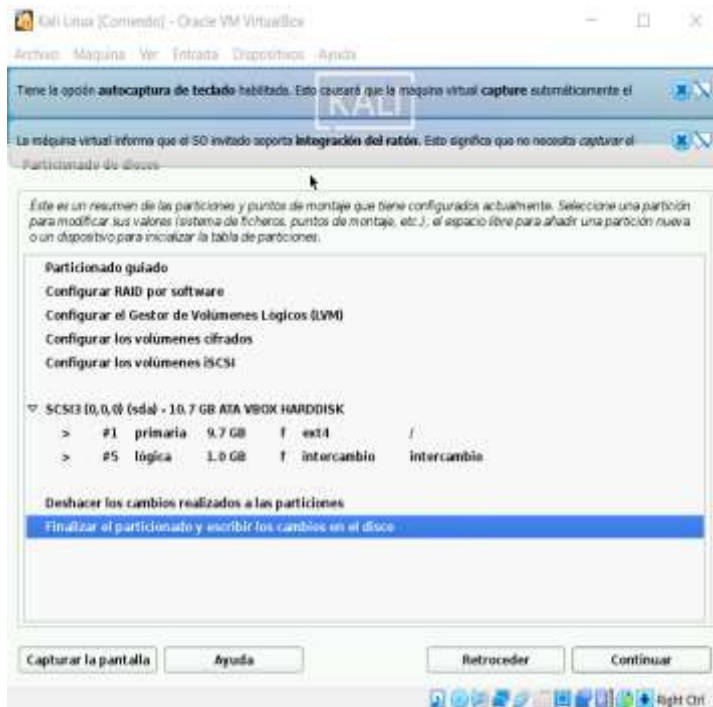 Kali Linux [Corriendo] - Oracle VM VirtualBox
Archivo Máquina Ver Entrada Dispositivos Ayuda
Tiene la opción autocaptura de teclado habilitada. Esto causará que la máquina virtual capture automáticamente el
KALI
La máquina virtual informa que el SO invitado soporta integración del ratón. Esto significa que no necesita capturar el
Particionado de discos
Éste es un resumen de las particiones y puntos de montaje que tiene configurados actualmente. Seleccione una partición
para modificar sus valores (sistema de ficheros, puntos de montaje, etc.), el espacio libre para añadir una partición nueva
o un dispositivo para inicializar la tabla de particiones.
Particionado guiado
Configurar RAID por software
Configurar el Gestor de Volúmenes Lógicos (LVM)
Configurar los volúmenes cifrados
Configurar los volúmenes iSCSI
SCSI3 (0,0,0) (sda) - 10.7 GB ATA VBOX HARDDISK
> #1 primaria 9.7 GB f ext4 /
> #5 lógica 1.0 GB f intercambio intercambio
Deshacer los cambios realizados a las particiones
Finalizar el particionado y escribir los cambios en el disco
Capturar la pantalla Ayuda Retroceder Continuar
Right Ctrl